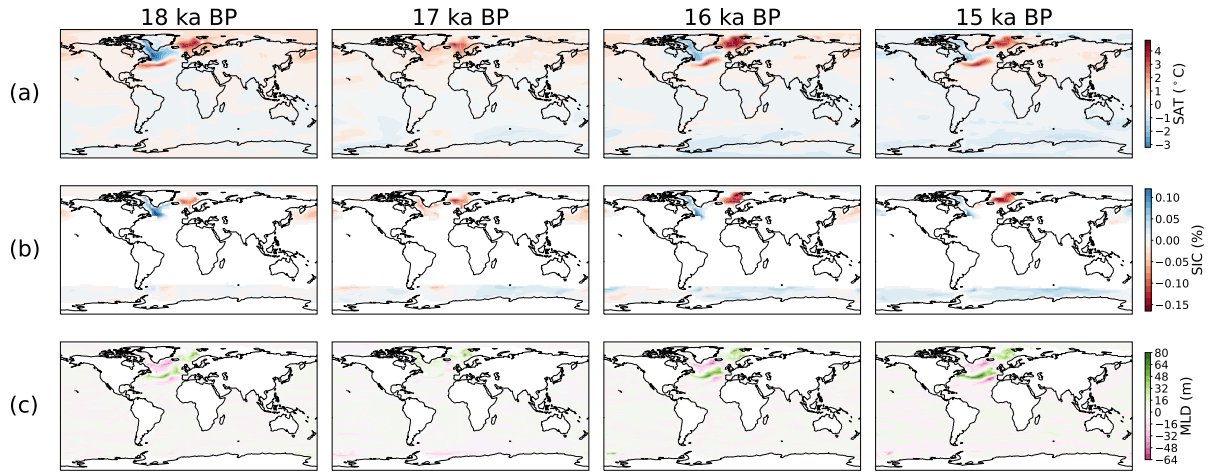 18 ka BP
17 ka BP
16 ka BP
15 ka BP
(a)
4
3
2
1
0
−1
−2
−3
SAT (°C)
(b)
0.10
0.05
0.00
−0.05
−0.10
−0.15
SIC (%)
(c)
80
64
48
32
16
0
−16
−32
−48
−64
MLD (m)